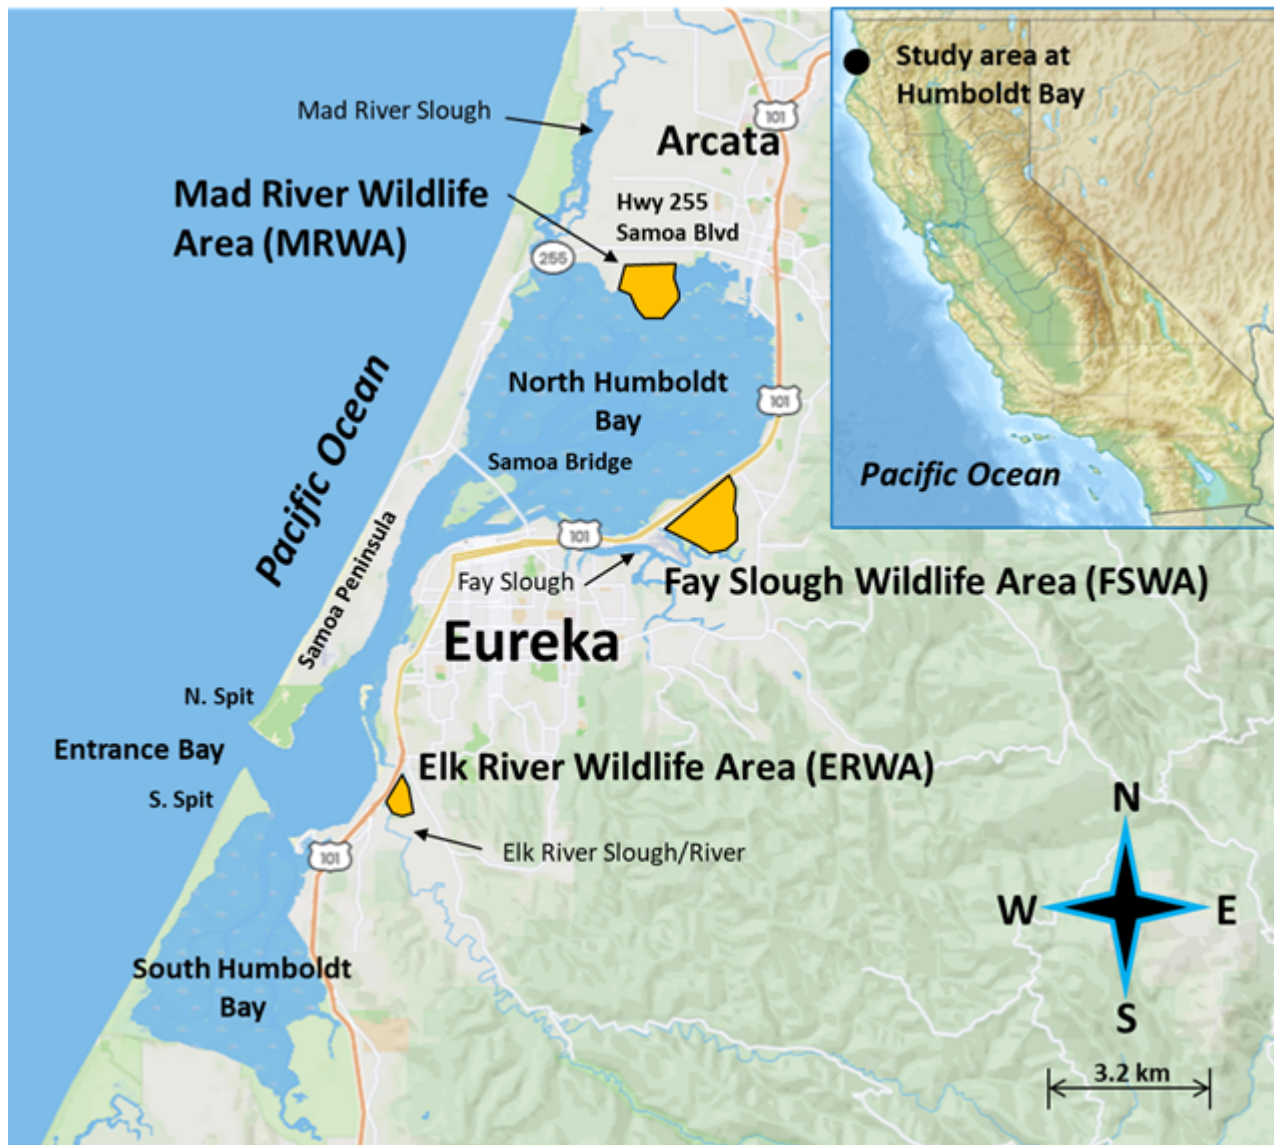 Study area at
Humboldt Bay
Pacific Ocean
Mad River Slough
101
Arcata
Mad River Wildlife
Area (MRWA)
Hwy 255
Samoa Blvd
255
North Humboldt
Bay
101
Pacific Ocean
Samoa Bridge
Samoa Peninsula
101
Fay Slough
Fay Slough Wildlife Area (FSWA)
Eureka
N. Spit
Entrance Bay
S. Spit
Elk River Wildlife Area (ERWA)
101
Elk River Slough/River
N
W
E
S
South Humboldt
Bay
3.2 km